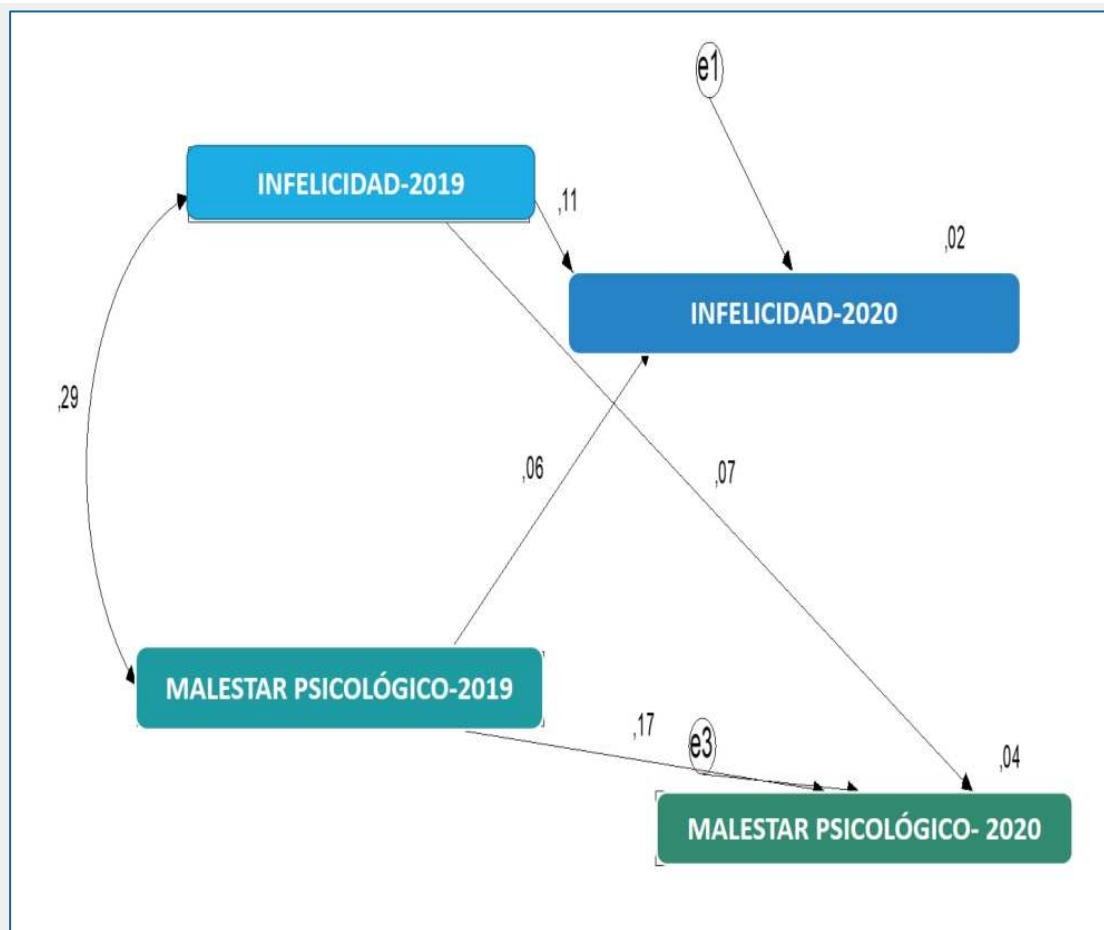 e1
INFELICIDAD-2019
,11
,02
INFELICIDAD-2020
,29
,06
,07
MALESTAR PSICOLÓGICO-2019
,17
e3
,04
MALESTAR PSICOLÓGICO- 2020